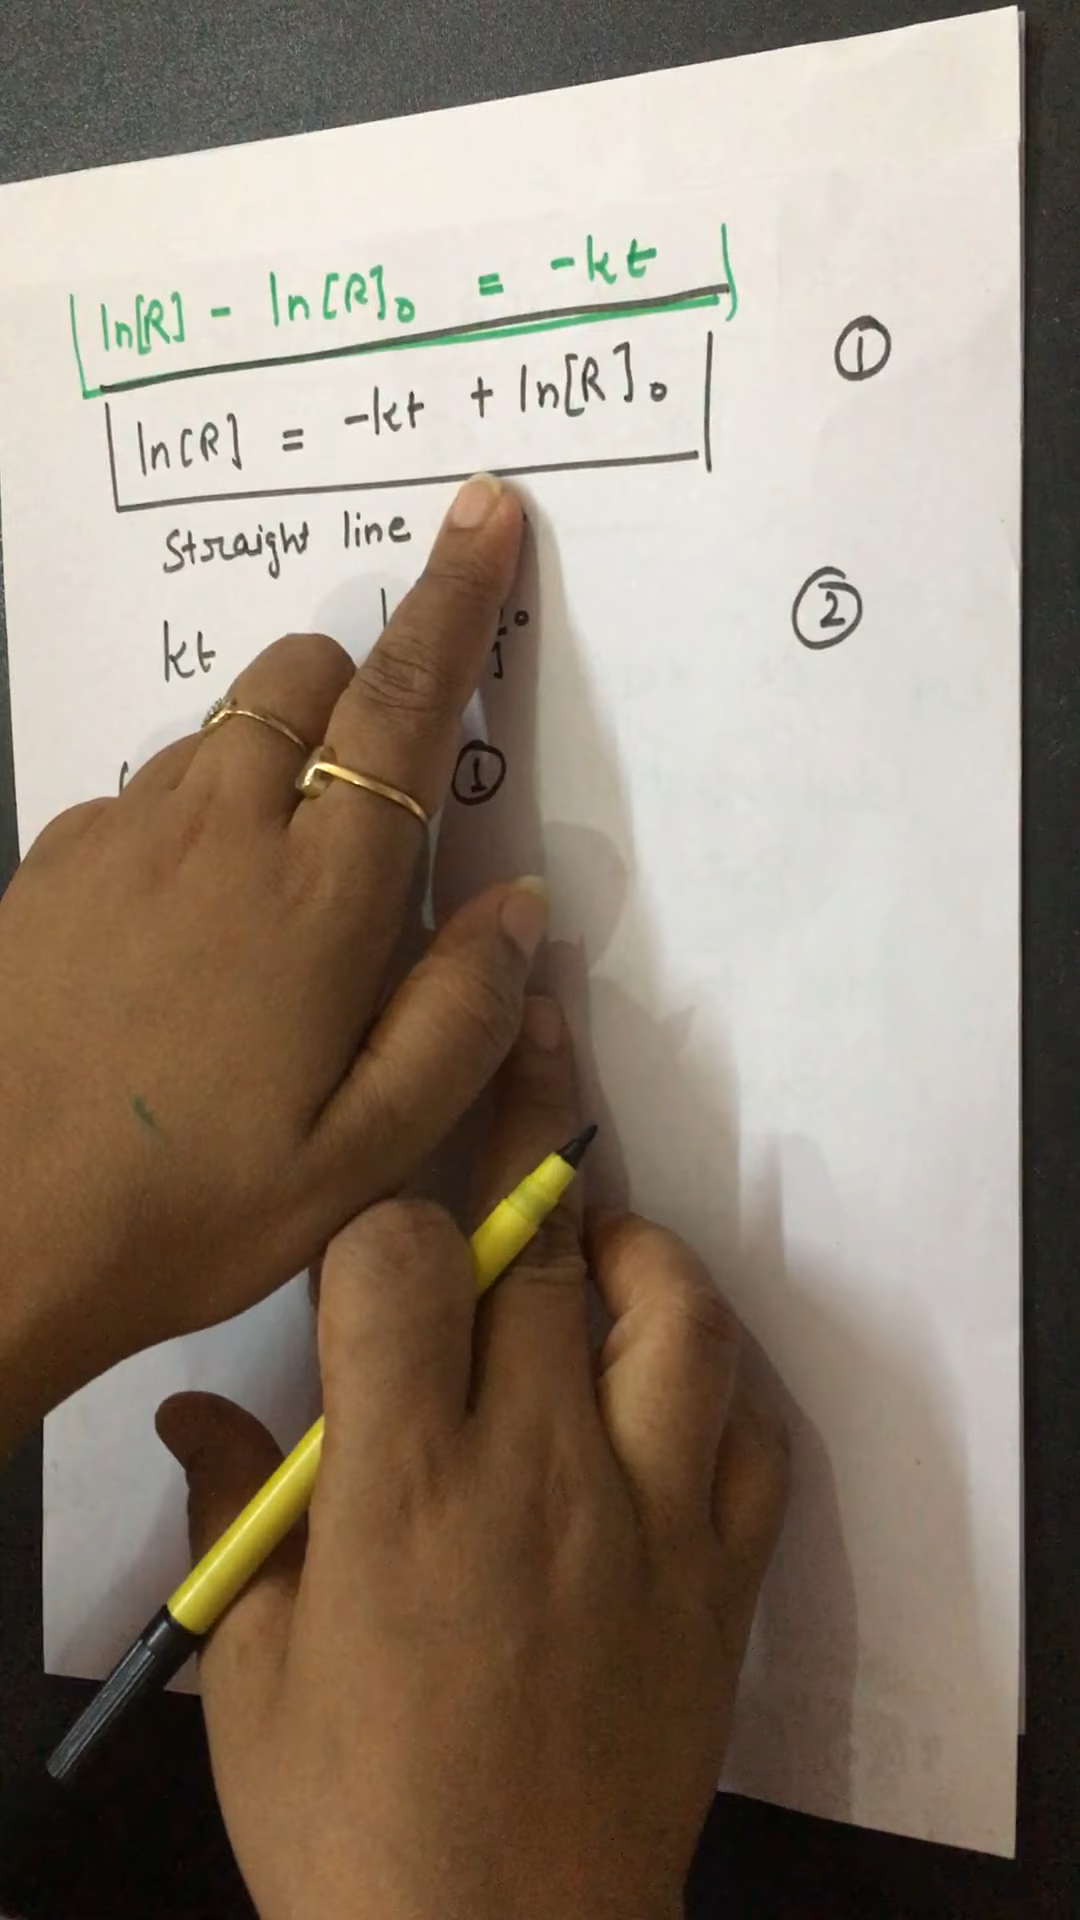 ln[R] - ln[R]₀ = -kt
①
ln[R] = -kt + ln[R]₀
Straight line
②
kt
①